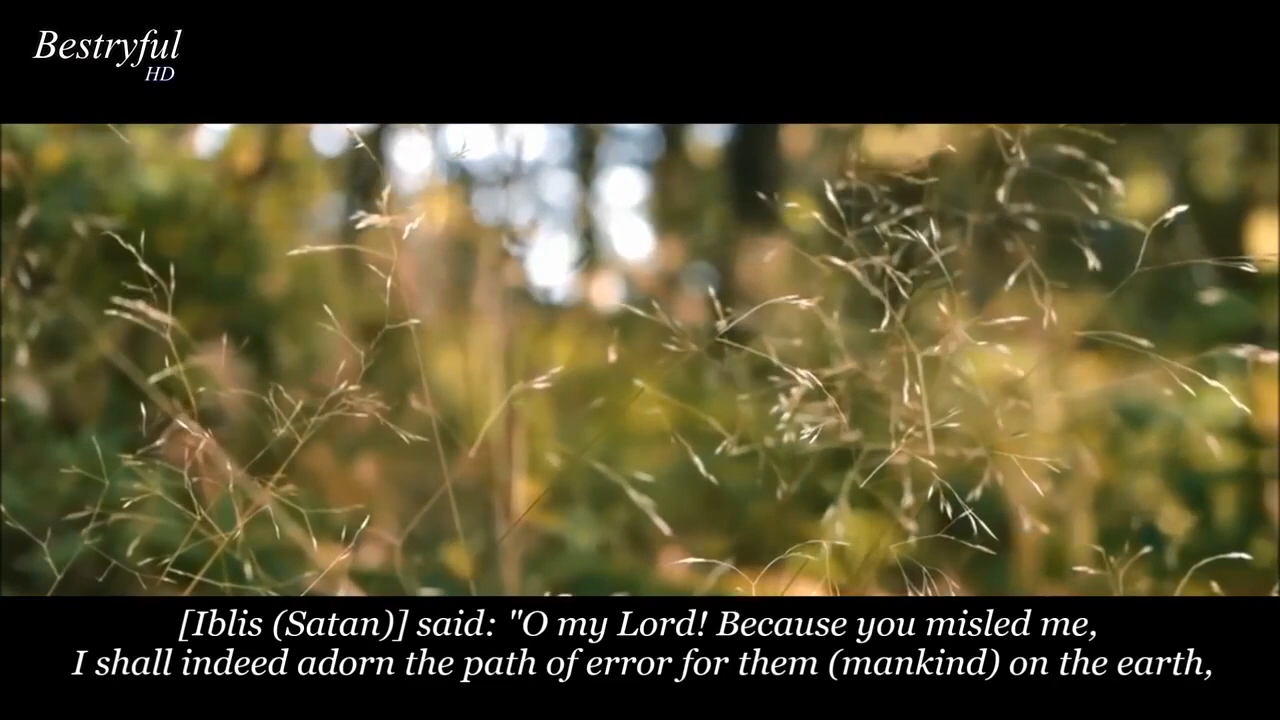 Bestryful
HD
[Iblis (Satan)] said: "O my Lord! Because you misled me,
I shall indeed adorn the path of error for them (mankind) on the earth,